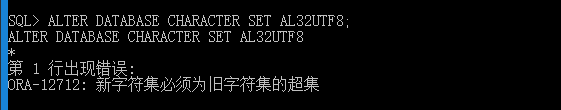 SQL> ALTER DATABASE CHARACTER SET AL32UTF8;
ALTER DATABASE CHARACTER SET AL32UTF8
*
第 1 行出现错误:
ORA-12712: 新字符集必须为旧字符集的超集